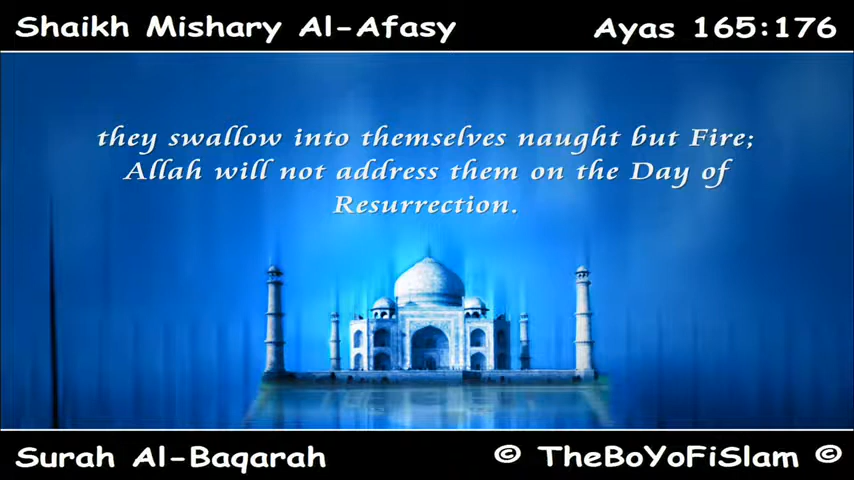 Shaikh Mishary Al-Afasy
Ayas 165:176
they swallow into themselves naught but Fire;
Allah will not address them on the Day of
Resurrection.
Surah Al-Baqarah
© TheBoYoFiSlam ©